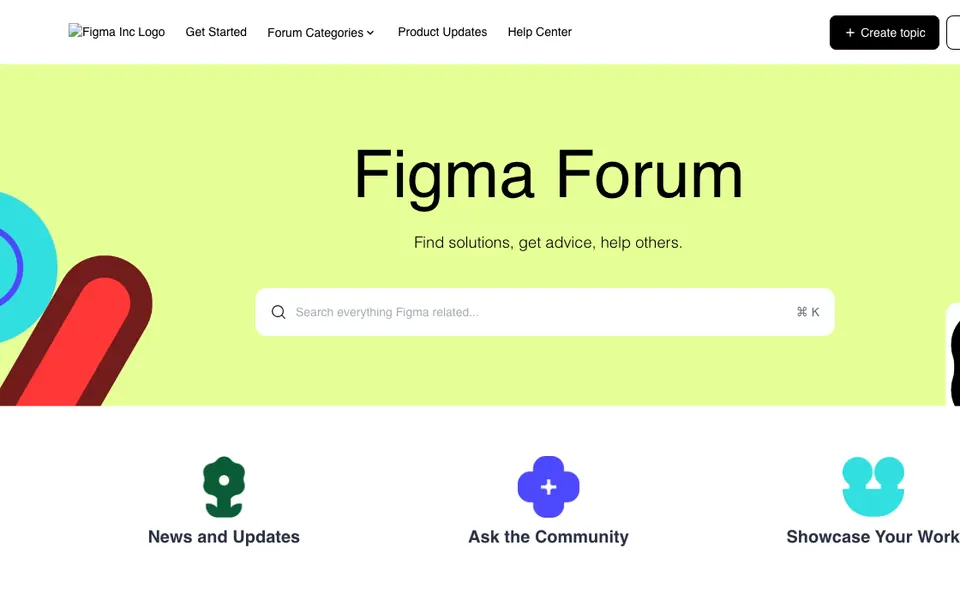 Figma Inc Logo
Get Started
Forum Categories
Product Updates
Help Center
+ Create topic
Figma Forum
Find solutions, get advice, help others.
Search everything Figma related...
⌘ K
News and Updates
Ask the Community
Showcase Your Work